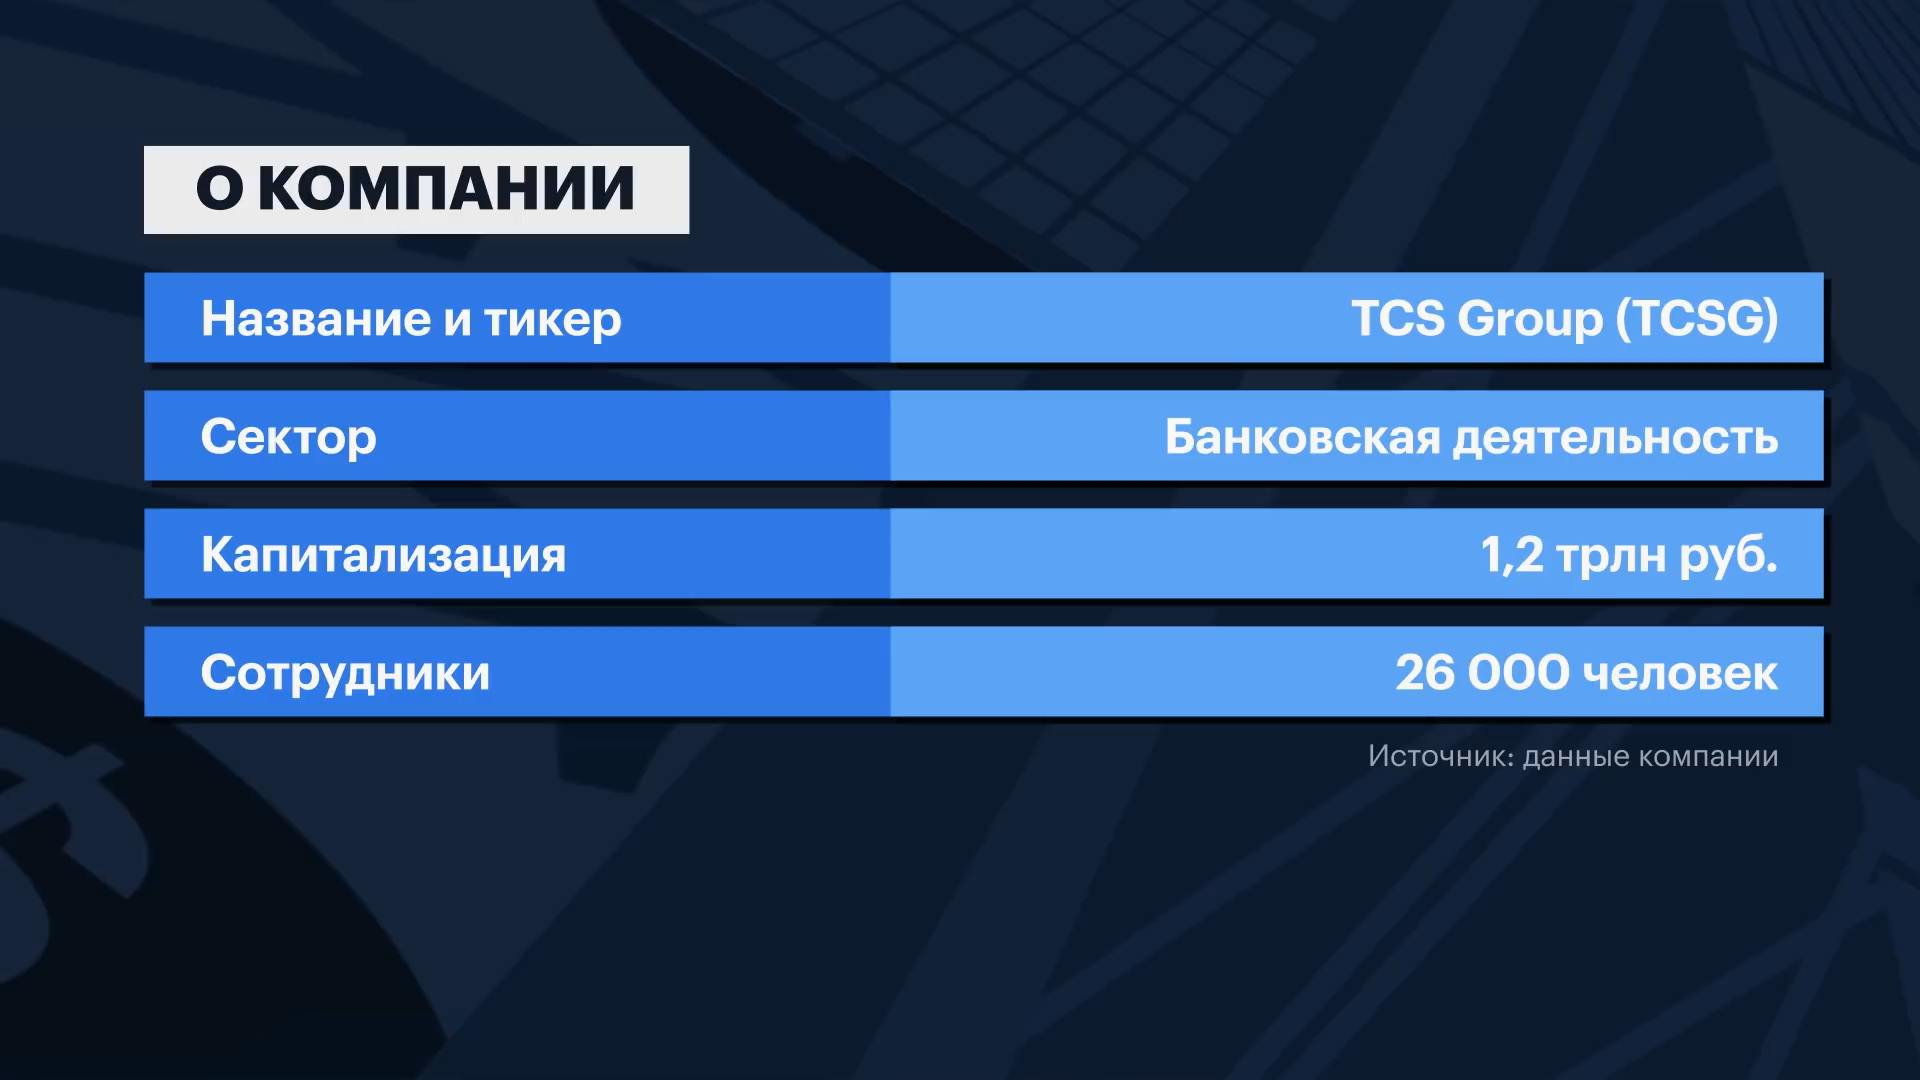 О КОМПАНИИ
Название и тикер TCS Group (TCSG)
Сектор Банковская деятельность
Капитализация 1,2 трлн руб.
Сотрудники 26 000 человек
Источник: данные компании